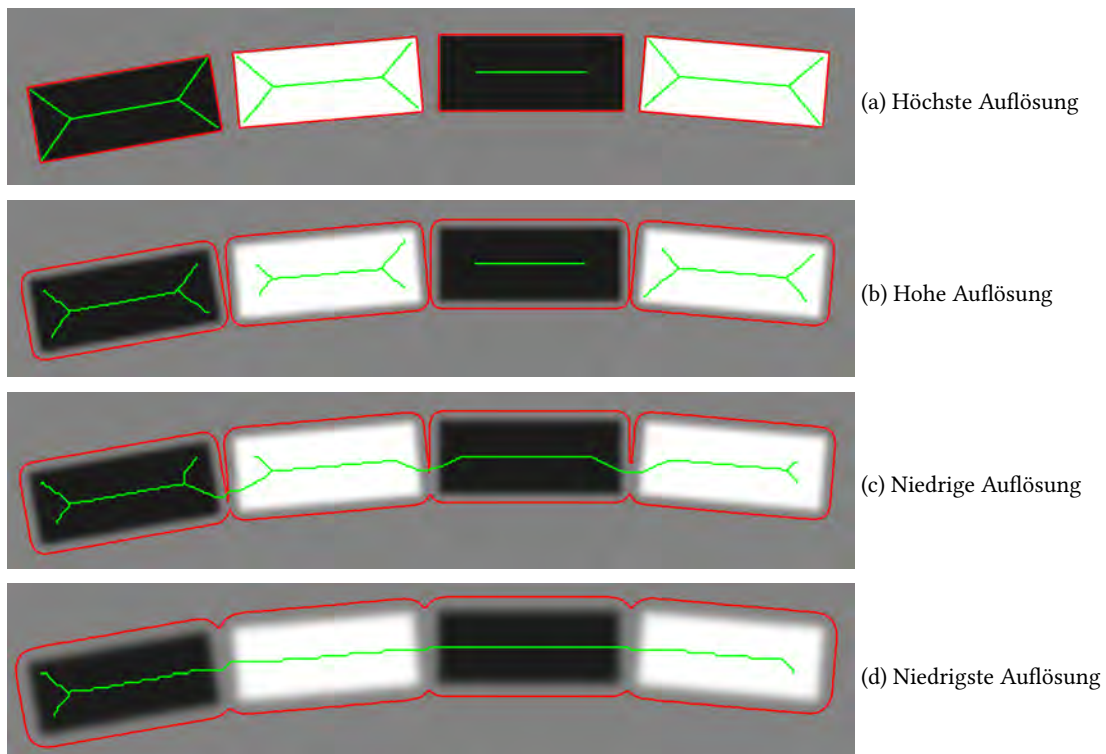 (a) Höchste Auflösung
(b) Hohe Auflösung
(c) Niedrige Auflösung
(d) Niedrigste Auflösung